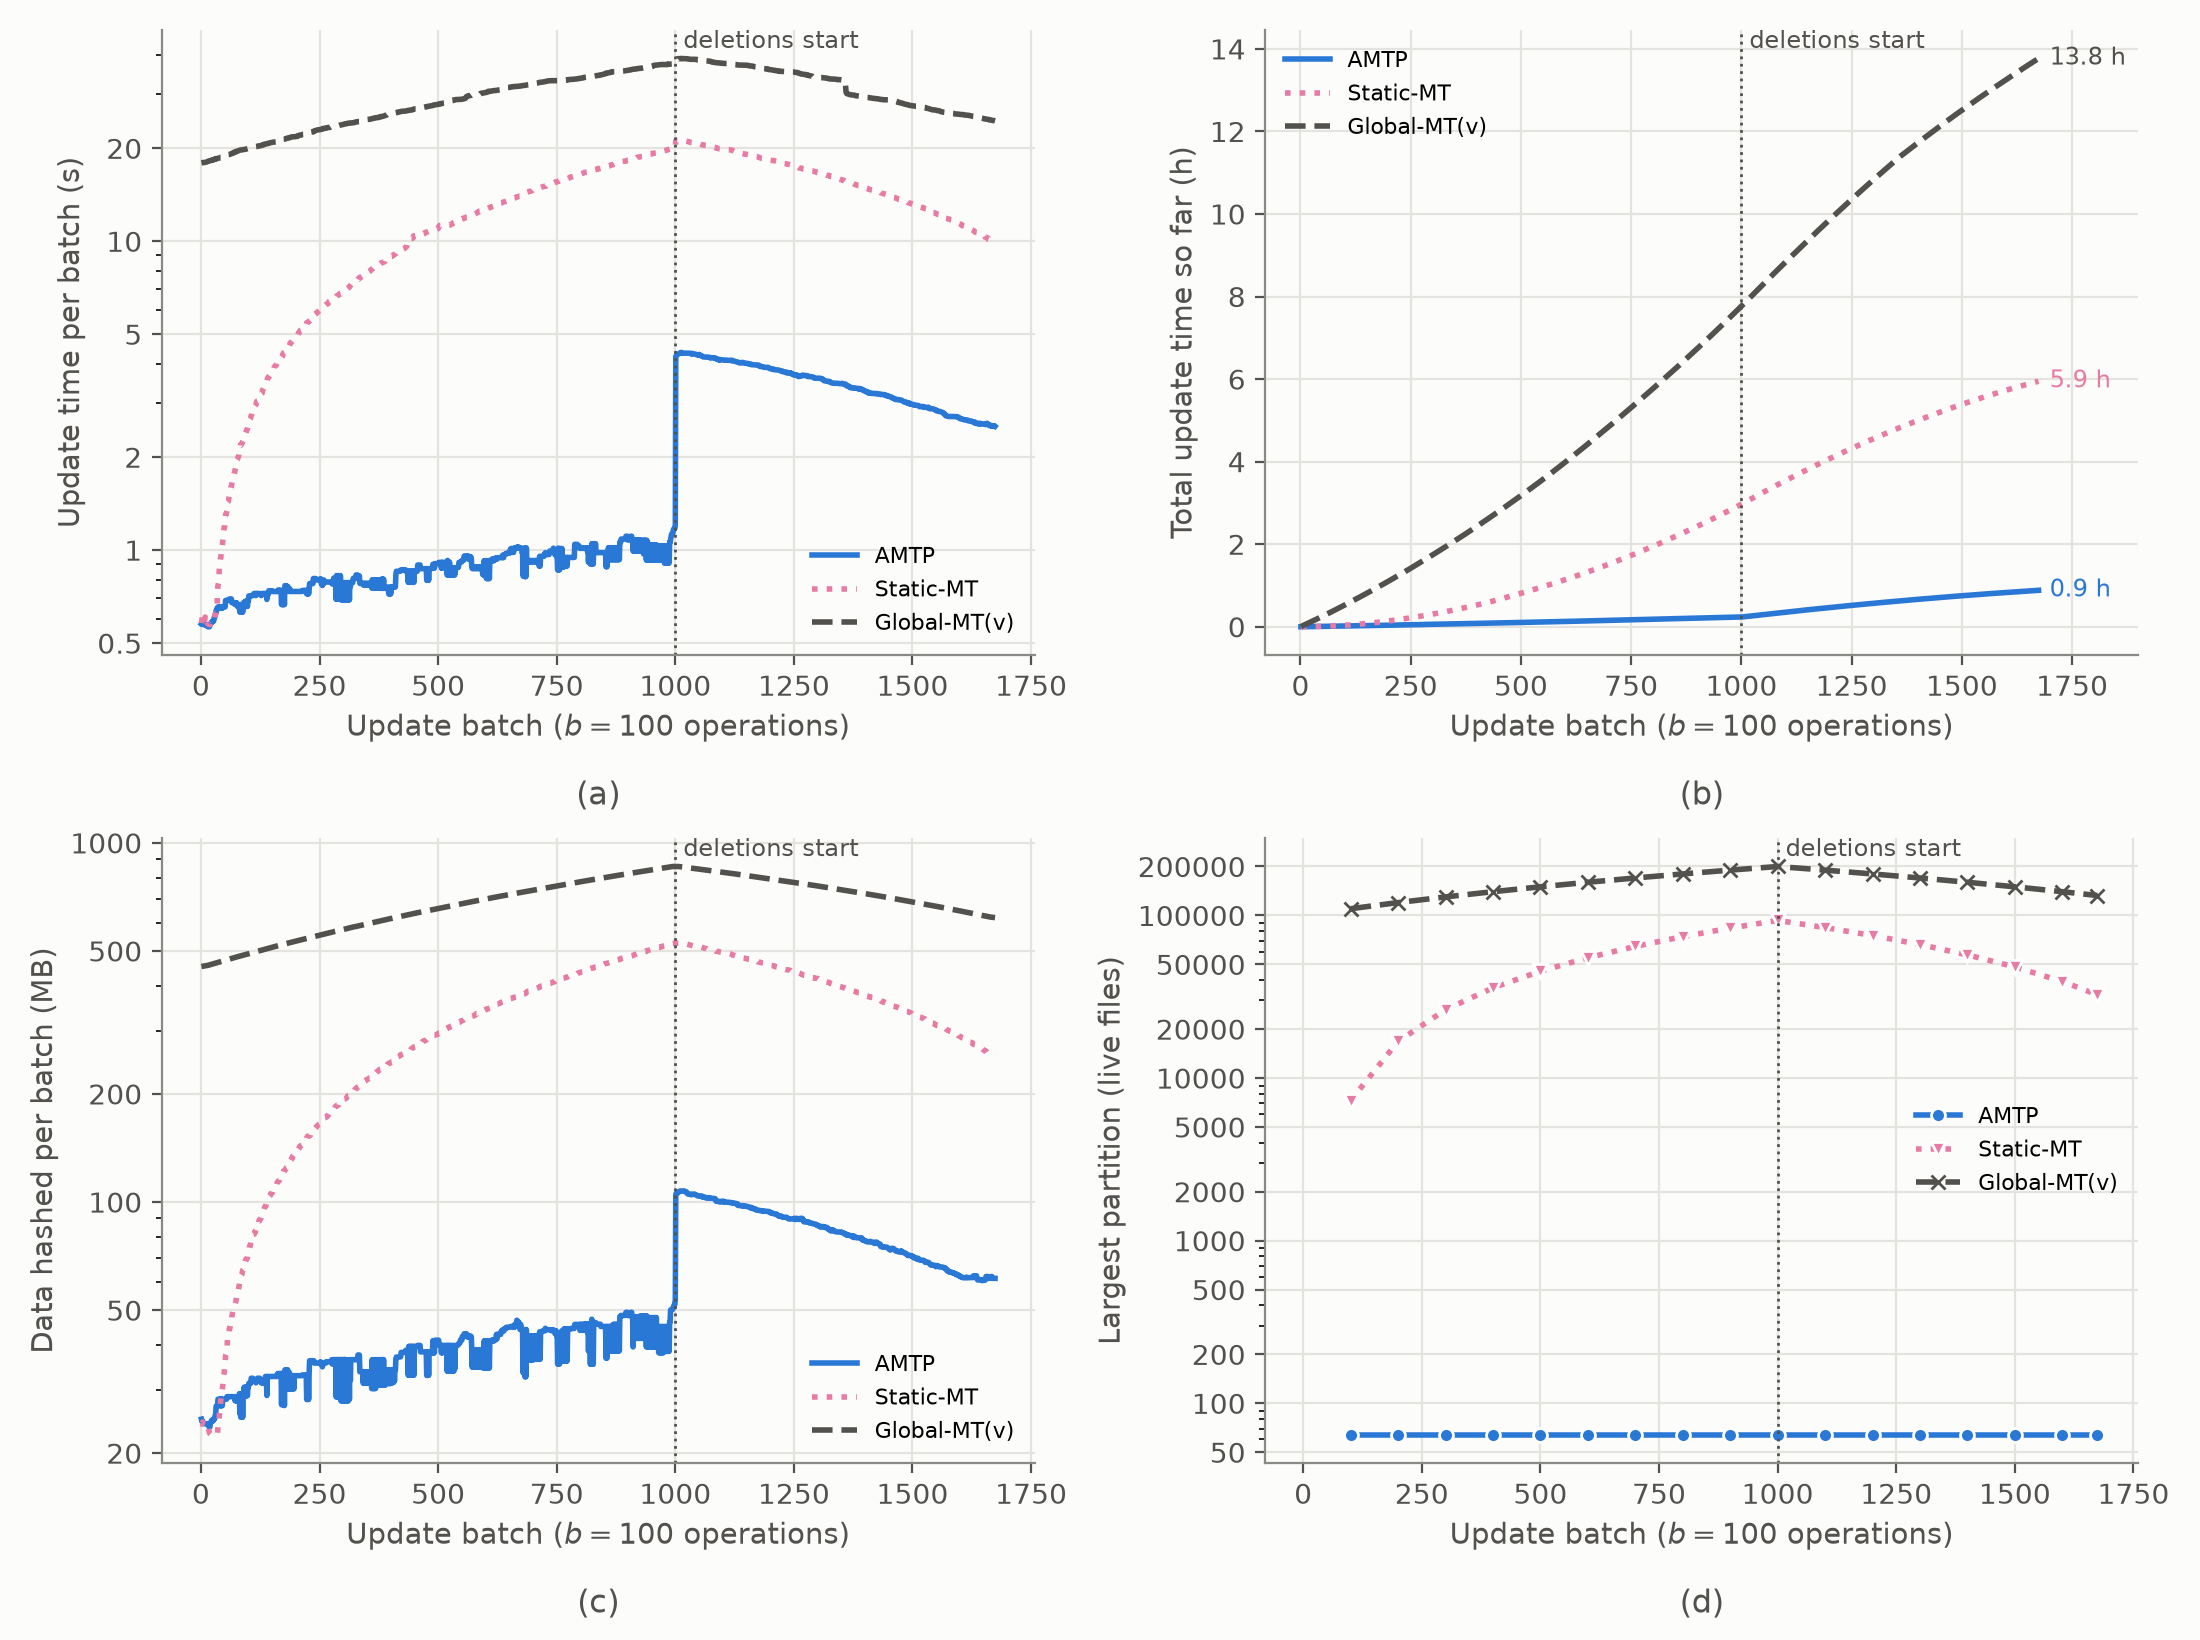 deletions start
20
10
5
2
1
0.5
Update time per batch (s)
AMTP
Static-MT
Global-MT(v)
0 250 500 750 1000 1250 1500 1750
Update batch (b = 100 operations)
(a)
deletions start
14
12
10
8
6
4
2
0
Total update time so far (h)
AMTP
Static-MT
Global-MT(v)
13.8 h
5.9 h
0.9 h
0 250 500 750 1000 1250 1500 1750
Update batch (b = 100 operations)
(b)
deletions start
1000
500
200
100
50
20
Data hashed per batch (MB)
AMTP
Static-MT
Global-MT(v)
0 250 500 750 1000 1250 1500 1750
Update batch (b = 100 operations)
(c)
deletions start
200000
100000
50000
20000
10000
5000
2000
1000
500
200
100
50
Largest partition (live files)
AMTP
Static-MT
Global-MT(v)
0 250 500 750 1000 1250 1500 1750
Update batch (b = 100 operations)
(d)